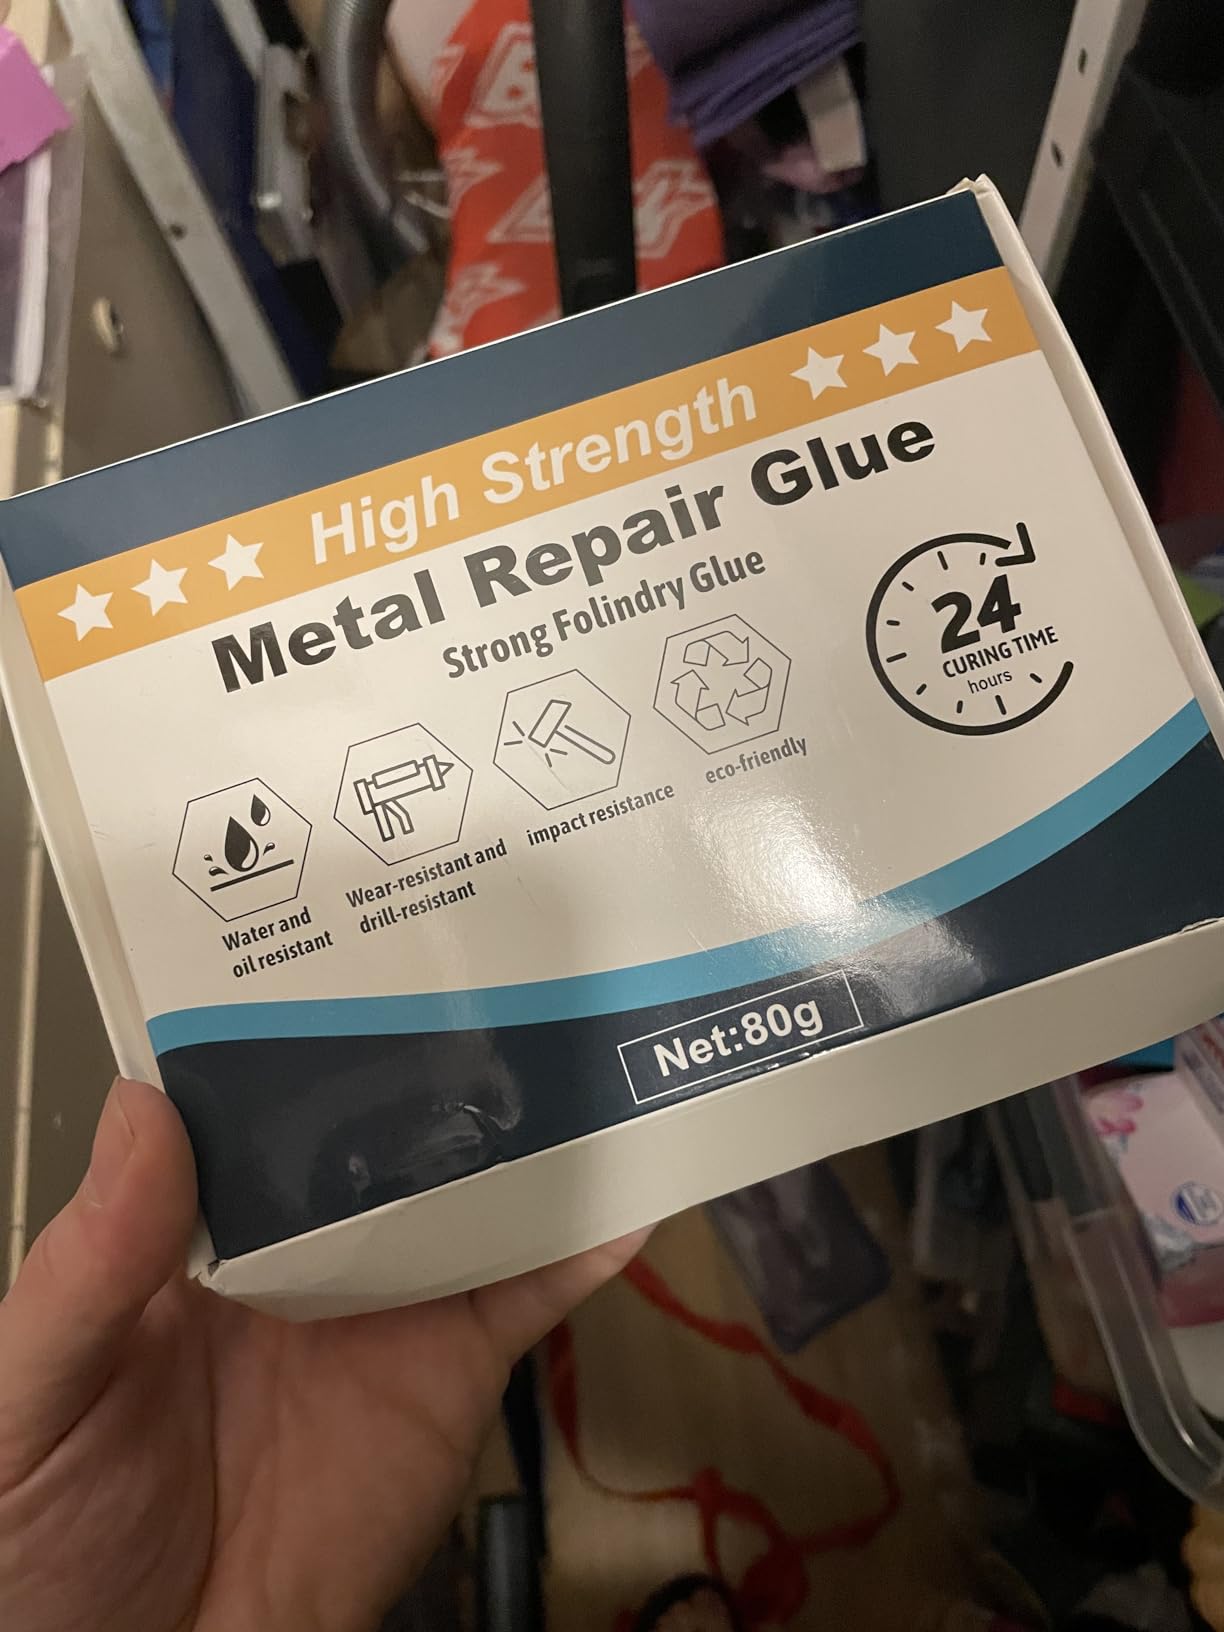 High Strength
Metal Repair Glue
Strong Folindry Glue
24
CURING TIME
hours
Water and
oil resistant
Wear-resistant and
drill-resistant
impact resistance
eco-friendly
Net:80g